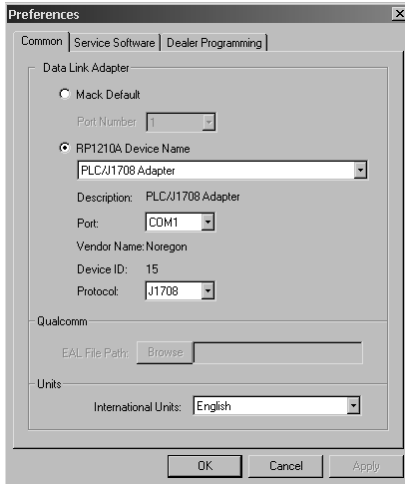 Preferences
Common Service Software Dealer Programming
Data Link Adapter
Mack Default
Port Number 1
RP1210A Device Name
PLC/J1708 Adapter
Description: PLC/J1708 Adapter
Port: COM1
Vendor Name: Noregon
Device ID: 15
Protocol: J1708
Qualcomm
EAL File Path: Browse
Units
International Units: English
OK Cancel Apply